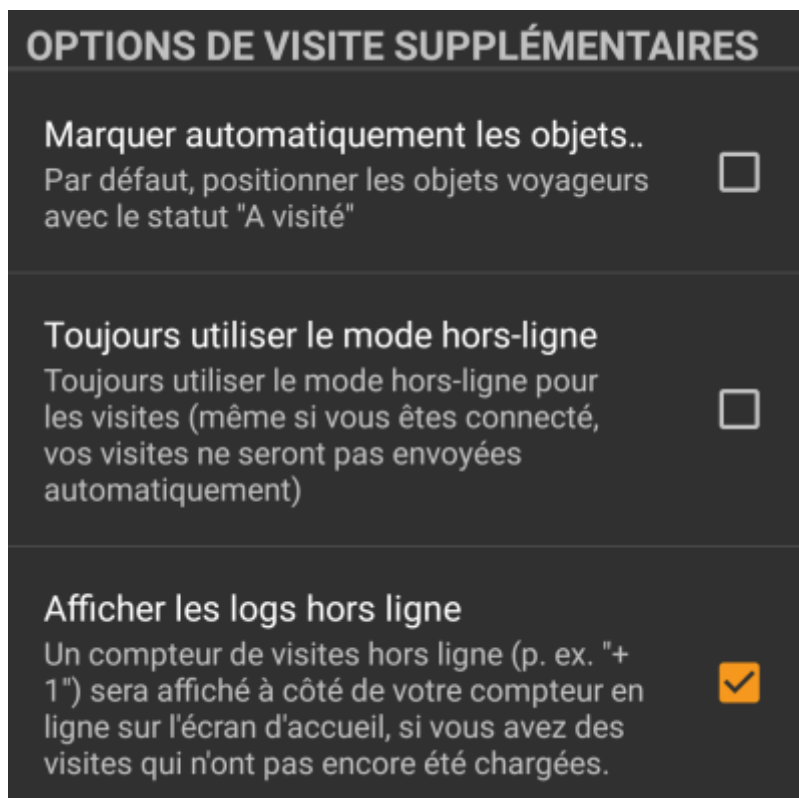 OPTIONS DE VISITE SUPPLÉMENTAIRES
Marquer automatiquement les objets..
Par défaut, positionner les objets voyageurs
avec le statut "A visité"
Toujours utiliser le mode hors-ligne
Toujours utiliser le mode hors-ligne pour
les visites (même si vous êtes connecté,
vos visites ne seront pas envoyées
automatiquement)
Afficher les logs hors ligne
Un compteur de visites hors ligne (p. ex. "+
1") sera affiché à côté de votre compteur en
ligne sur l'écran d'accueil, si vous avez des
visites qui n'ont pas encore été chargées.